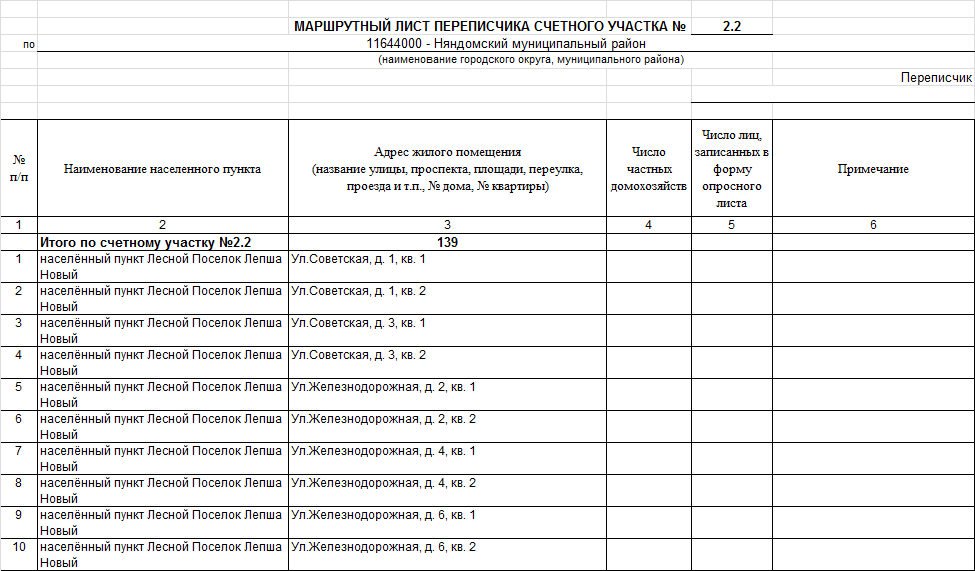 МАРШРУТНЫЙ ЛИСТ ПЕРЕПИСЧИКА СЧЕТНОГО УЧАСТКА № 2.2
по 11644000 - Няндомский муниципальный район
(наименование городского округа, муниципального района)
Переписчик
№ п/п
Наименование населенного пункта
Адрес жилого помещения
(название улицы, проспекта, площади, переулка,
проезда и т.п., № дома, № квартиры)
Число
частных
домохозяйств
Число лиц,
записанных в
форму
опросного
листа
Примечание
1 2 3 4 5 6
Итого по счетному участку №2.2 139
1 населённый пункт Лесной Поселок Лепша Ул.Советская, д. 1, кв. 1
Новый
2 населённый пункт Лесной Поселок Лепша Ул.Советская, д. 1, кв. 2
Новый
3 населённый пункт Лесной Поселок Лепша Ул.Советская, д. 3, кв. 1
Новый
4 населённый пункт Лесной Поселок Лепша Ул.Советская, д. 3, кв. 2
Новый
5 населённый пункт Лесной Поселок Лепша Ул.Железнодорожная, д. 2, кв. 1
Новый
6 населённый пункт Лесной Поселок Лепша Ул.Железнодорожная, д. 2, кв. 2
Новый
7 населённый пункт Лесной Поселок Лепша Ул.Железнодорожная, д. 4, кв. 1
Новый
8 населённый пункт Лесной Поселок Лепша Ул.Железнодорожная, д. 4, кв. 2
Новый
9 населённый пункт Лесной Поселок Лепша Ул.Железнодорожная, д. 6, кв. 1
Новый
10 населённый пункт Лесной Поселок Лепша Ул.Железнодорожная, д. 6, кв. 2
Новый